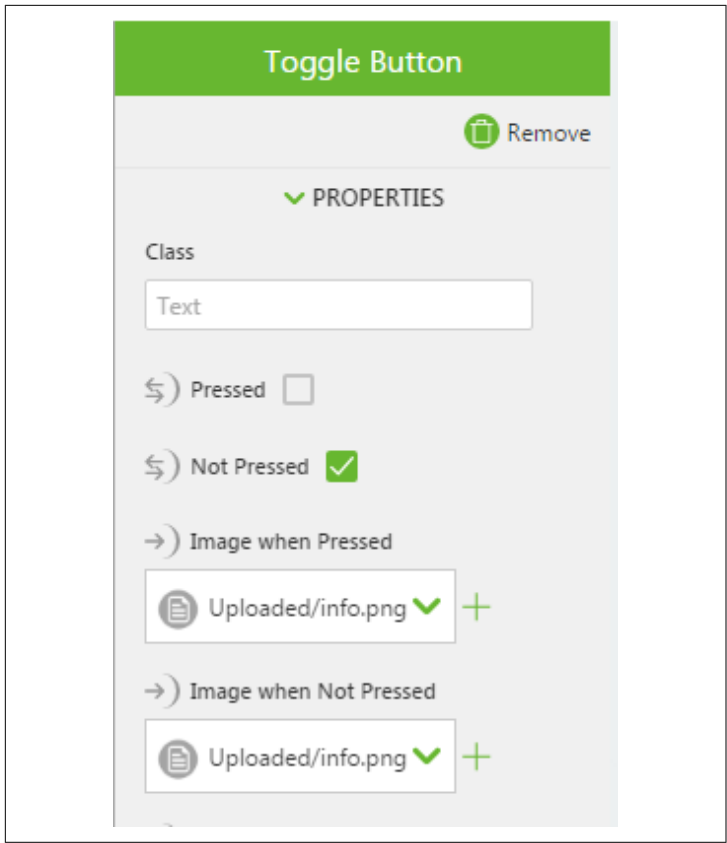 Toggle Button
Remove
PROPERTIES
Class
Text
Pressed
Not Pressed
Image when Pressed
Uploaded/info.png
Image when Not Pressed
Uploaded/info.png